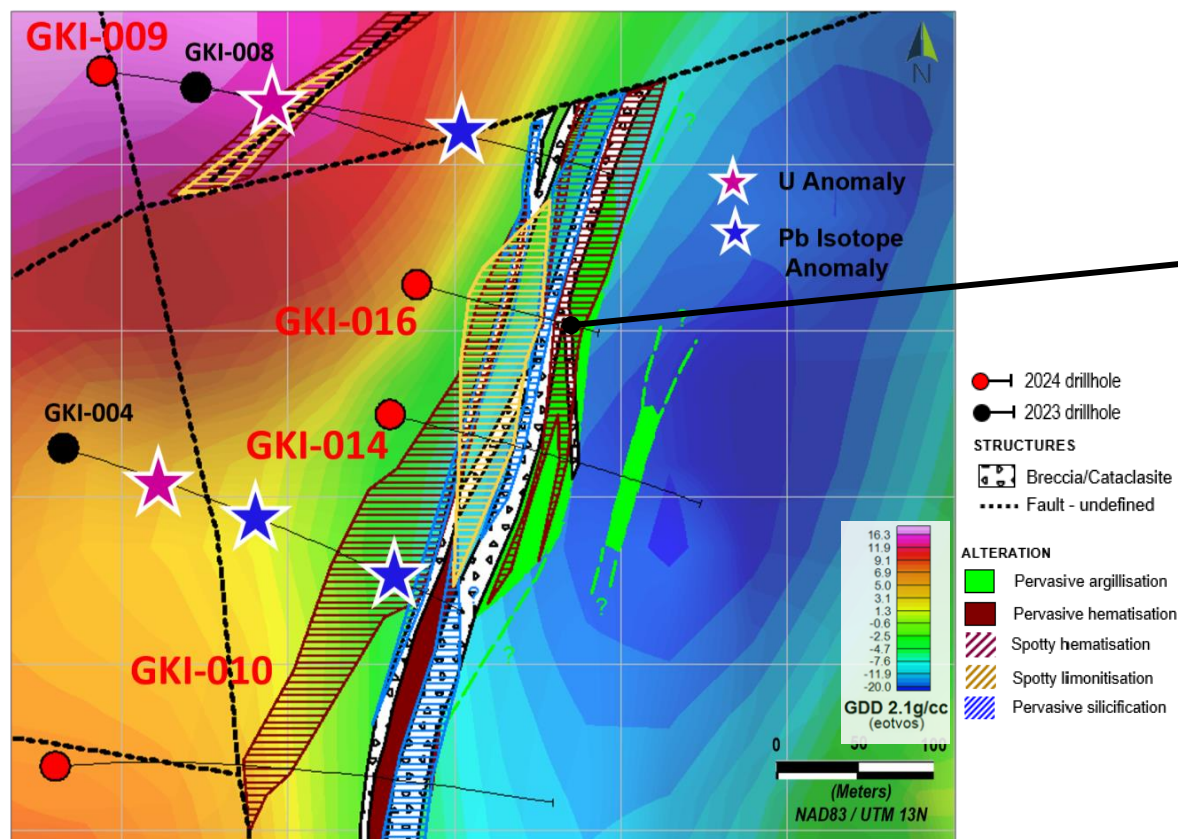 GKI-009
GKI-008
N
?
U Anomaly
Pb Isotope
Anomaly
GKI-016
?
GKI-004
GKI-014
2024 drillhole
2023 drillhole
STRUCTURES
Breccia/Cataclasite
Fault - undefined
ALTERATION
Pervasive argillisation
Pervasive hematisation
Spotty hematisation
Spotty limonitisation
Pervasive silicification
16.3
11.9
9.1
6.9
5.0
3.1
1.3
-0.6
-2.5
-4.7
-7.6
-11.9
-20.0
GDD 2.1g/cc
(eotvos)
?
?
GKI-010
0 50 100
(Meters)
NAD83 / UTM 13N